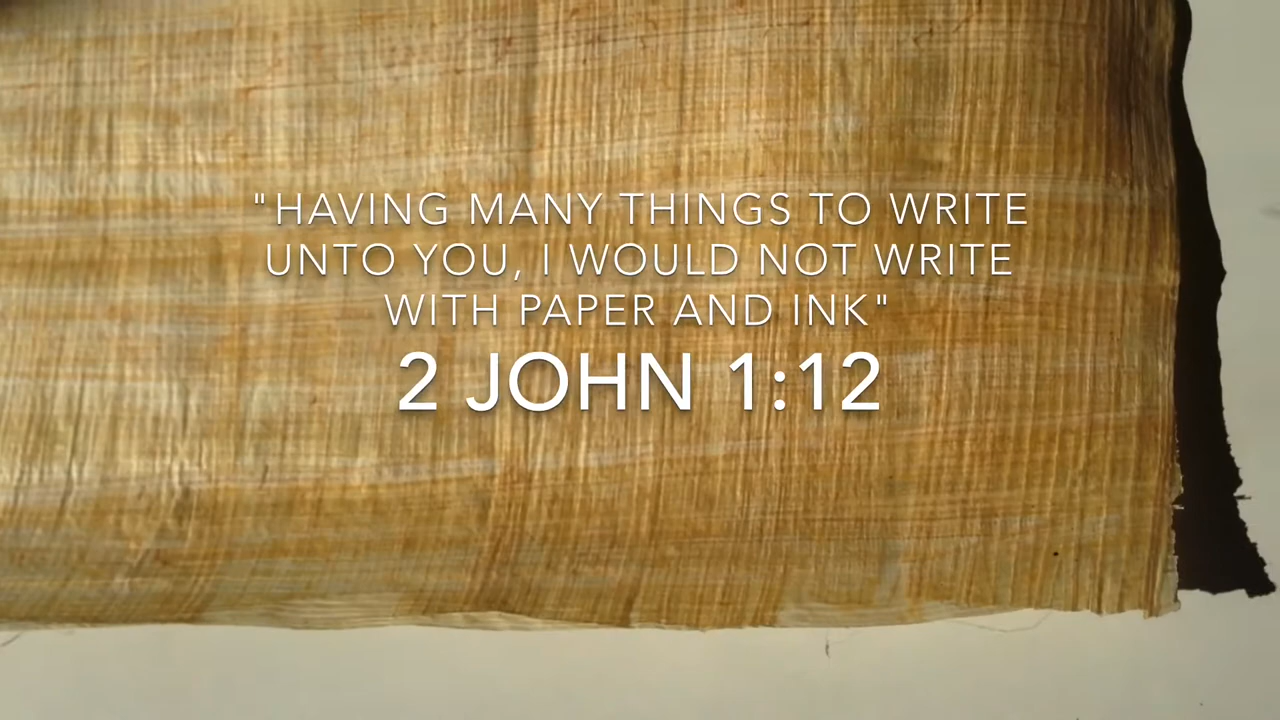 "HAVING MANY THINGS TO WRITE
UNTO YOU, I WOULD NOT WRITE
WITH PAPER AND INK"
2 JOHN 1:12